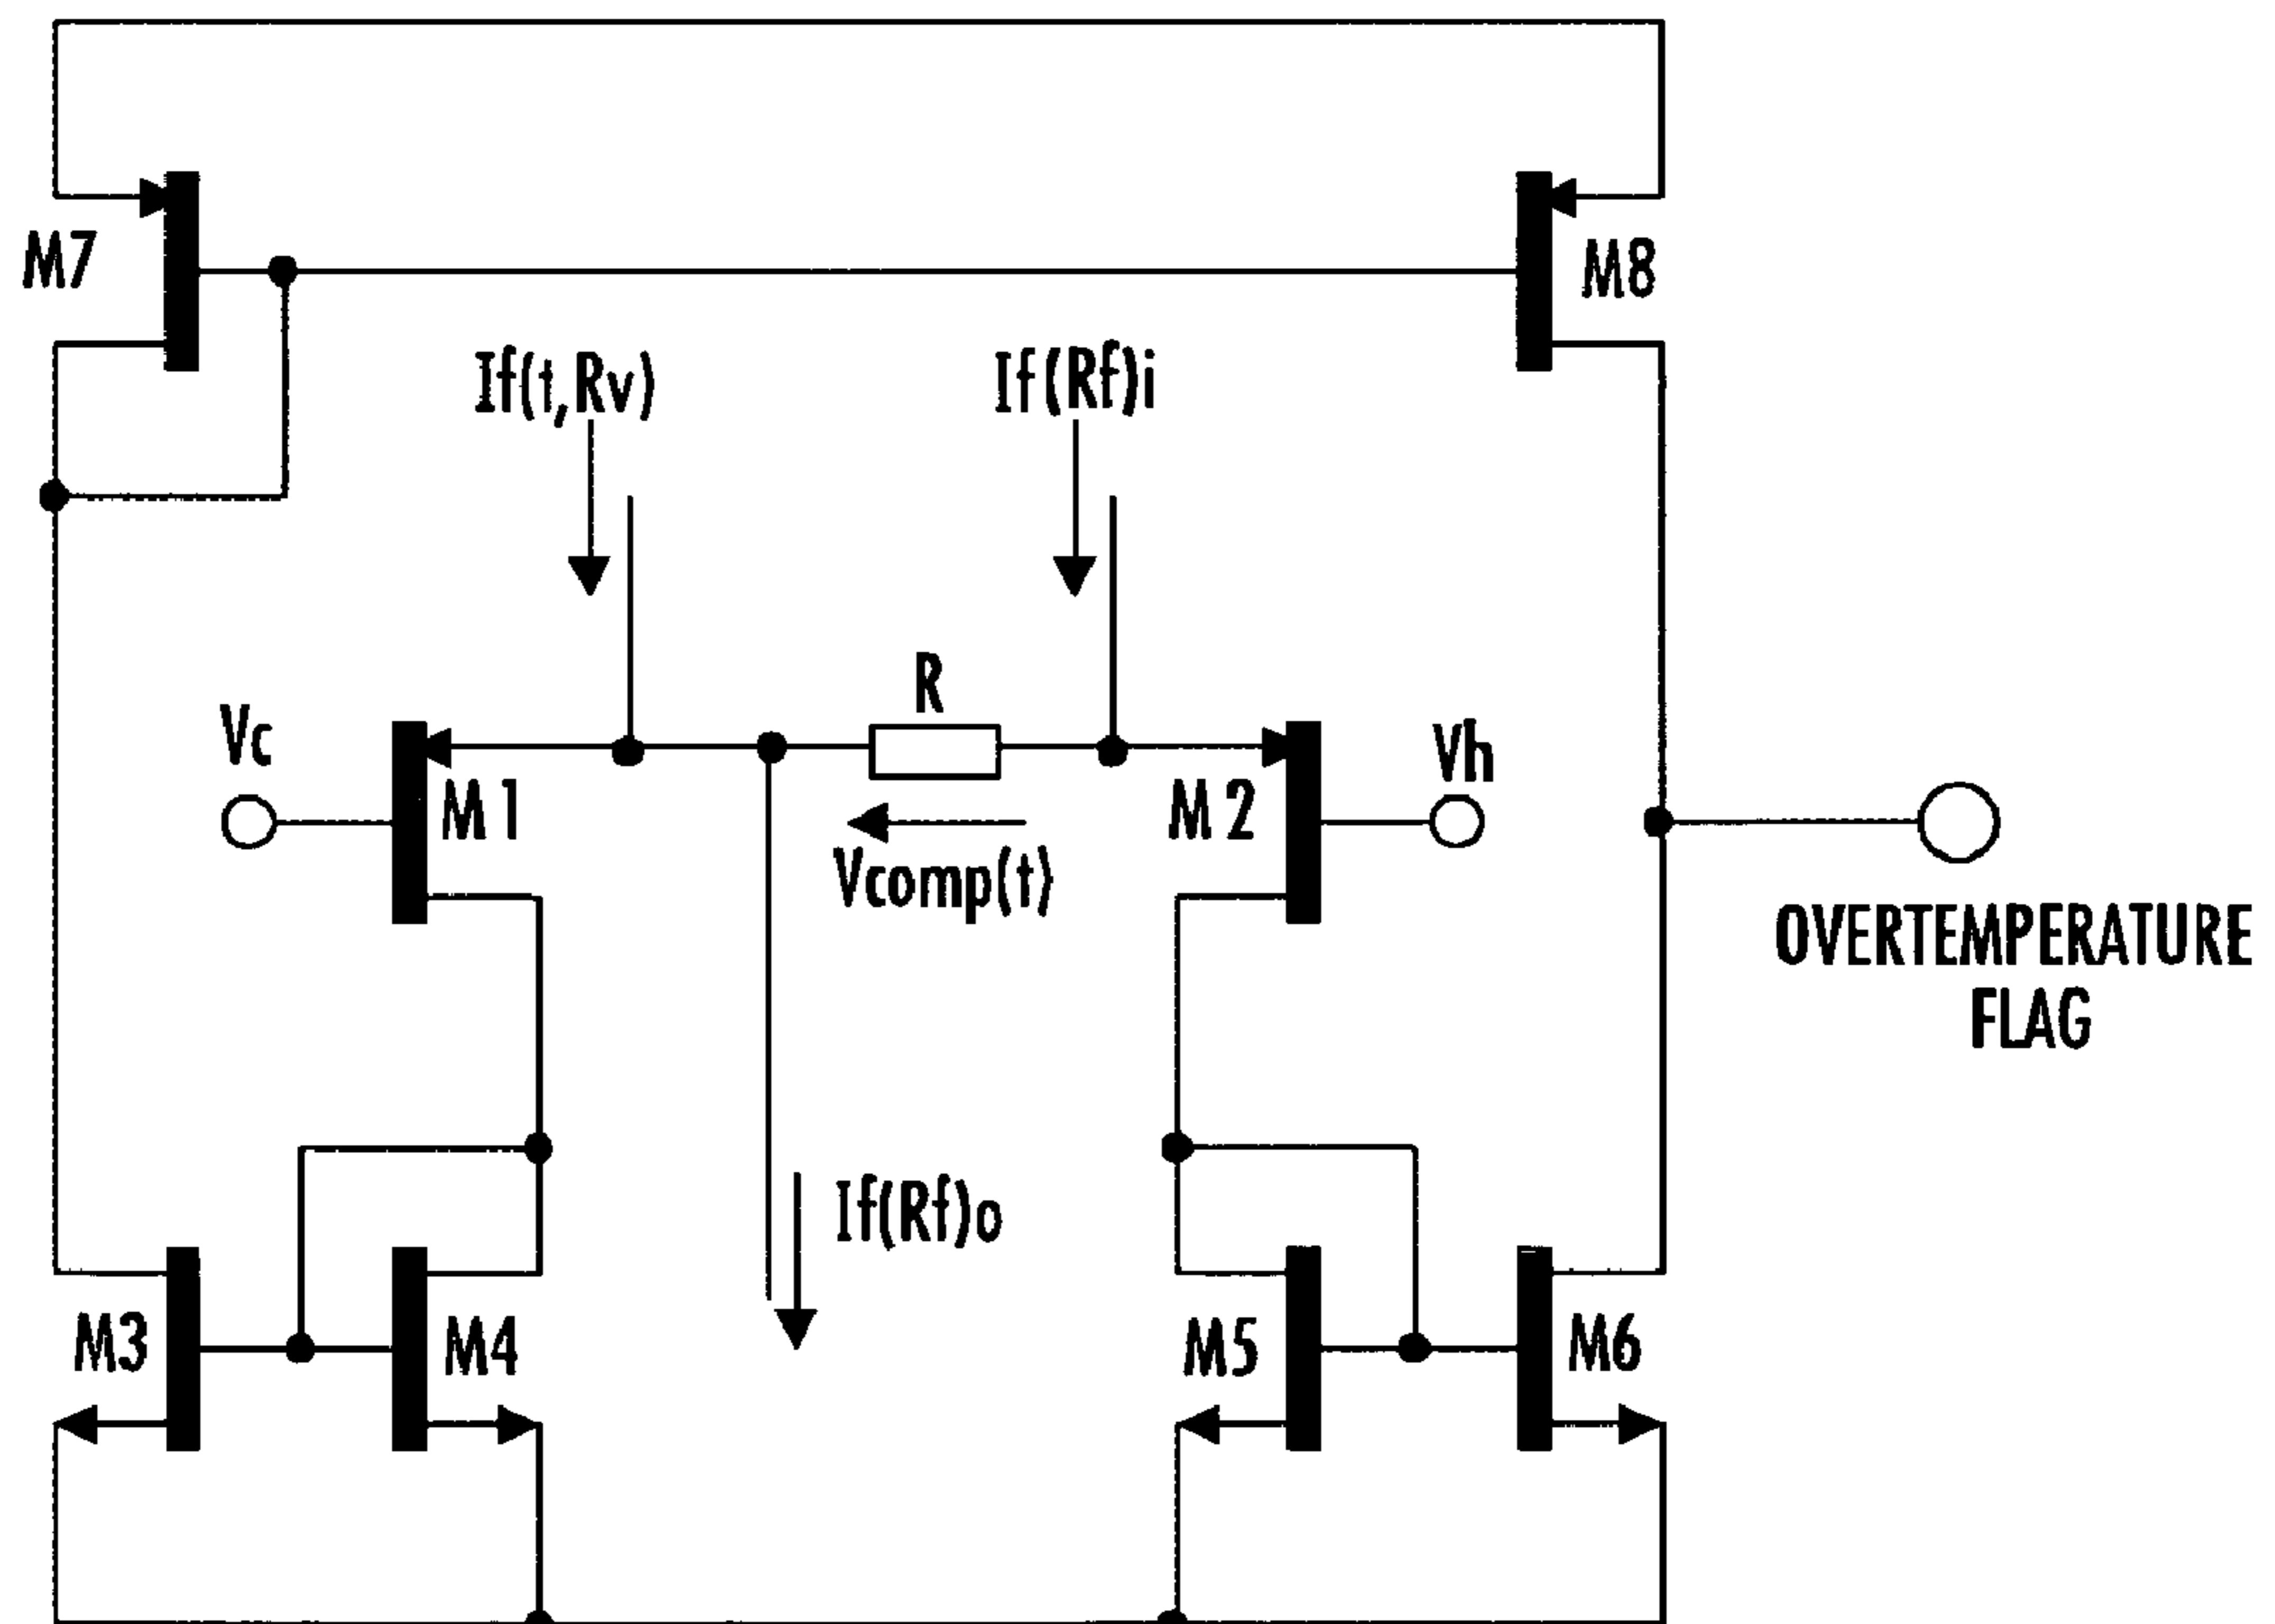 M7
M8
If(t,Rv)
If(Rf)i
R
Vc
Vh
M1
M2
Vcomp(t)
OVERTEMPERATURE
FLAG
If(Rf)o
M3
M4
M5
M6